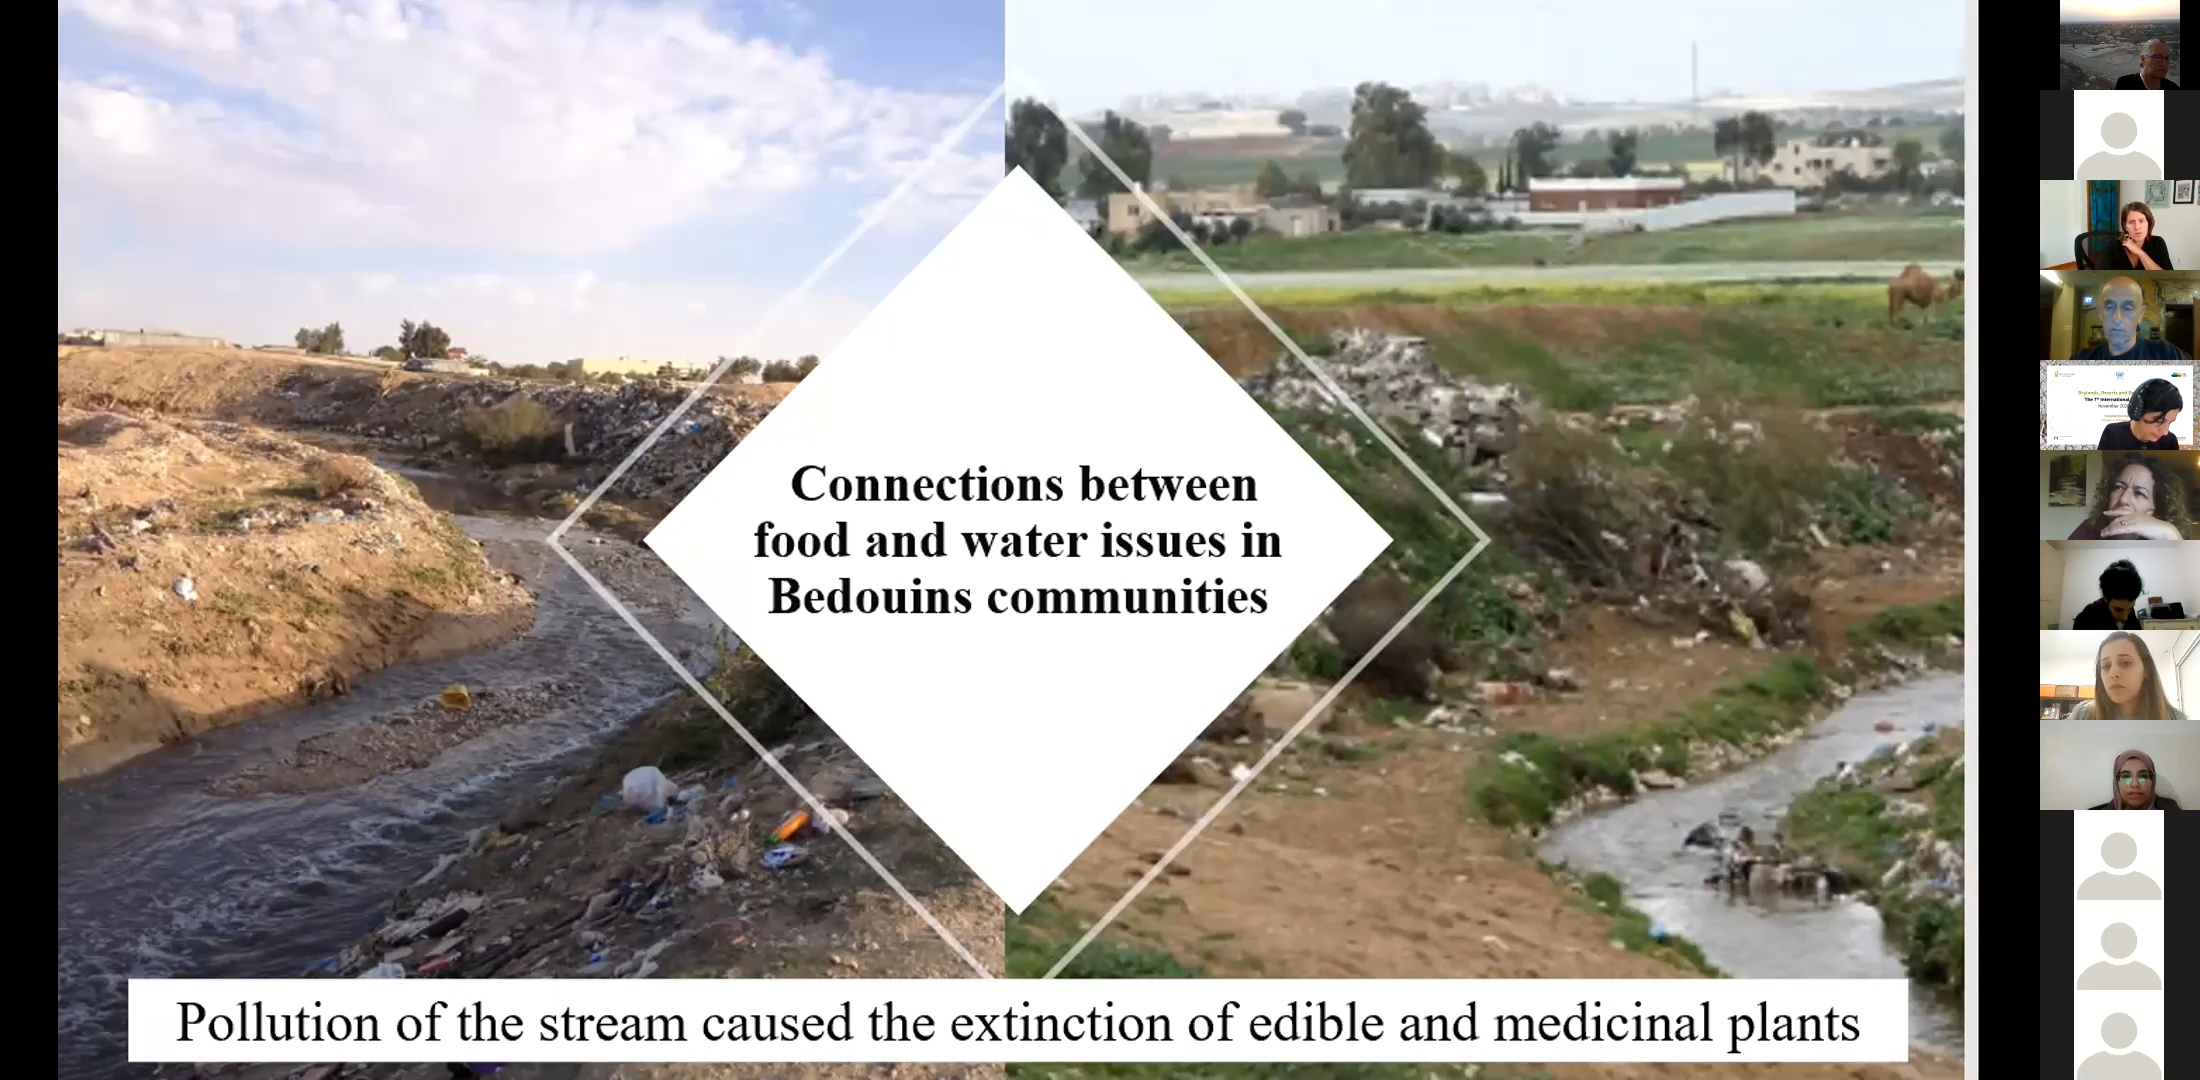 Connections between
food and water issues in
Bedouins communities
Pollution of the stream caused the extinction of edible and medicinal plants